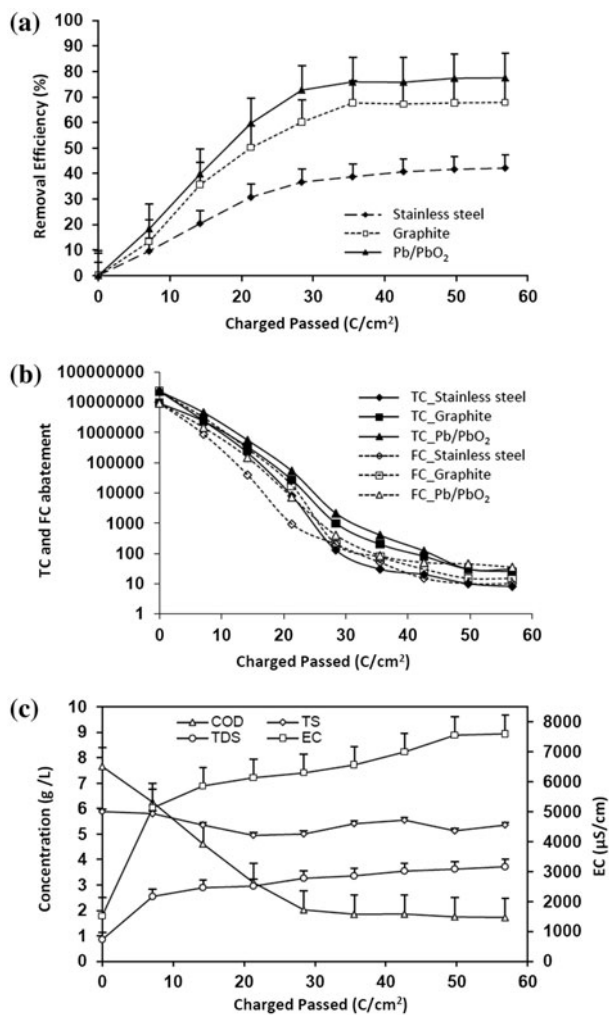 (a)
Removal Efficiency (%)
100
90
80
70
60
50
40
30
20
10
0
0 10 20 30 40 50 60
Stainless steel
Graphite
Pb/PbO₂
Charged Passed (C/cm²)
(b)
TC and FC abatement
100000000
10000000
1000000
100000
10000
1000
100
10
1
0 10 20 30 40 50 60
TC_Stainless steel
TC_Graphite
TC_Pb/PbO₂
FC_Stainless steel
FC_Graphite
FC_Pb/PbO₂
Charged Passed (C/cm²)
(c)
Concentration (g /L)
10
9
8
7
6
5
4
3
2
1
0
COD TS
TDS EC
8000
7000
6000
5000
4000
3000
2000
1000
0
EC (µS/cm)
0 10 20 30 40 50 60
Charged Passed (C/cm²)